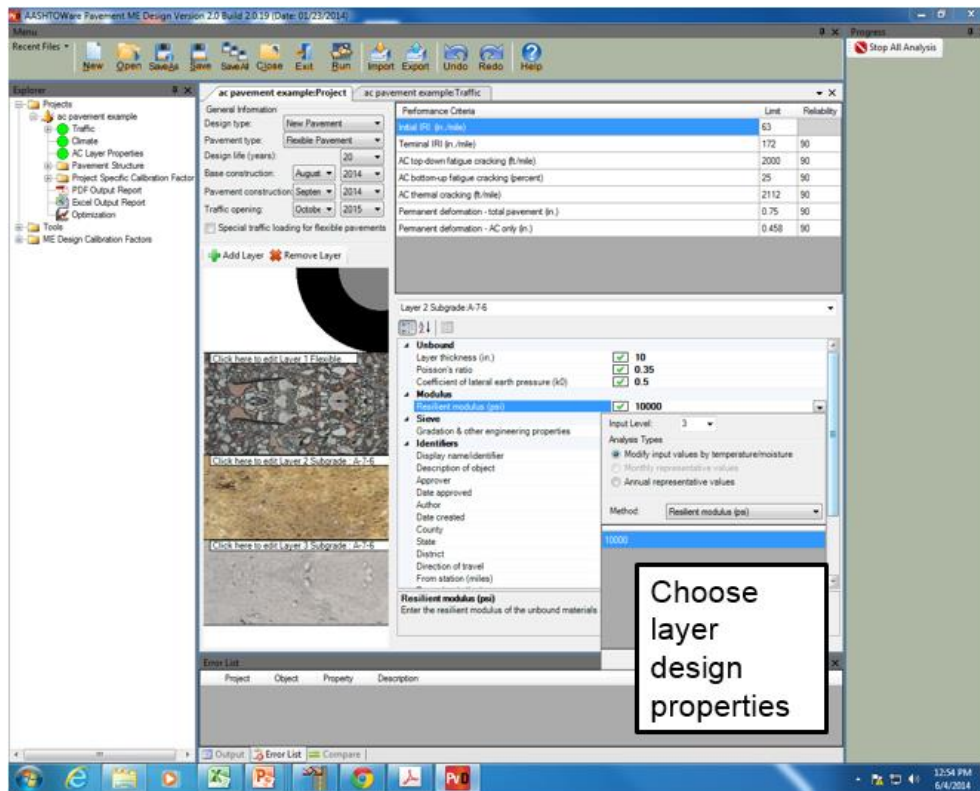 AASHTOWare Pavement ME Design Version 2.0 Build 2.0.19 (Date: 01/23/2014)
Menu
Recent Files
New Open SaveAs Save SaveAll Close Exit Run Import Export Undo Redo Help
Progress
Stop All Analysis
Explorer
Projects
ac pavement example
Traffic
Climate
AC Layer Properties
Pavement Structure
Project Specific Calibration Factor
PDF Output Report
Excel Output Report
Optimization
Tools
ME Design Calibration Factors
ac pavement example:Project ac pavement example:Traffic
General Information
Design type: New Pavement
Pavement type: Flexible Pavement
Design life (years): 20
Base construction: August 2014
Pavement construction: Septen 2014
Traffic opening: Octobe 2015
Special traffic loading for flexible pavements
Add Layer Remove Layer
Performance Criteria Limit Reliability
Initial IRI (in./mile) 63
Terminal IRI (in./mile) 172 90
AC top-down fatigue cracking (ft/mile) 2000 90
AC bottom-up fatigue cracking (percent) 25 90
AC thermal cracking (ft/mile) 2112 90
Permanent deformation - total pavement (in.) 0.75 90
Permanent deformation - AC only (in.) 0.458 90
Click here to edit Layer 1 Flexible
Click here to edit Layer 2 Subgrade : A-7-6
Click here to edit Layer 3 Subgrade : A-7-6
Layer 2 Subgrade:A-7-6
Unbound
Layer thickness (in.) 10
Poisson's ratio 0.35
Coefficient of lateral earth pressure (k0) 0.5
Modulus
Resilient modulus (psi) 10000
Sieve
Gradation & other engineering properties
Identifiers
Display name/identifier
Description of object
Approver
Date approved
Author
Date created
County
State
District
Direction of travel
From station (miles)
Input Level: 3
Analysis Types
Modify input values by temperature/moisture
Monthly representative values
Annual representative values
Method: Resilient modulus (psi)
10000
Resilient modulus (psi)
Enter the resilient modulus of the unbound materials
Choose
layer
design
properties
Error List
Project Object Property Description
Output Error List Compare
12:54 PM
6/4/2014